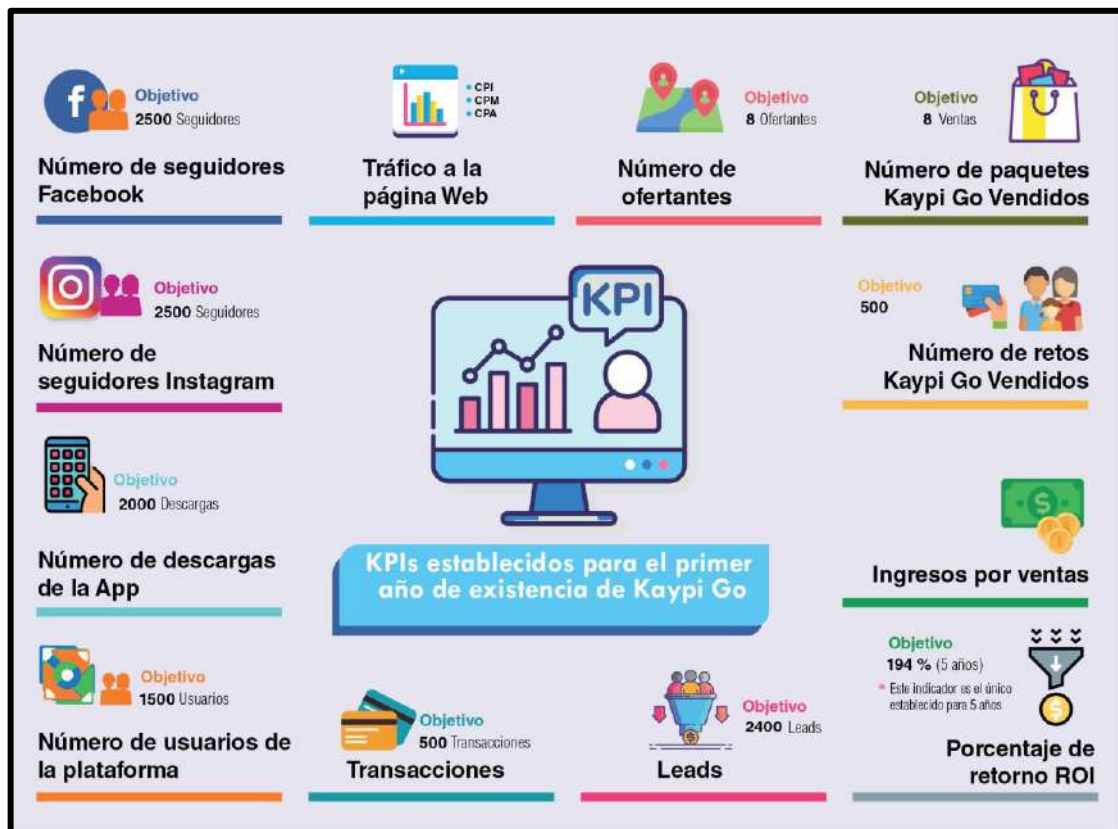 Objetivo
2500 Seguidores
Número de seguidores
Facebook
• CPI
• CPM
• CPA
Tráfico a la
página Web
Objetivo
8 Ofertantes
Número de
ofertantes
Objetivo
8 Ventas
Número de paquetes
Kaypi Go Vendidos
Objetivo
2500 Seguidores
Número de
seguidores Instagram
KPI
Objetivo
500
Número de retos
Kaypi Go Vendidos
Objetivo
2000 Descargas
Número de descargas
de la App
KPIs establecidos para el primer
año de existencia de Kaypi Go
Ingresos por ventas
Objetivo
1500 Usuarios
Número de usuarios de
la plataforma
Objetivo
500 Transacciones
Transacciones
Objetivo
2400 Leads
Leads
Objetivo
194 % (5 años)
* Este indicador es el único
establecido para 5 años
Porcentaje de
retorno ROI